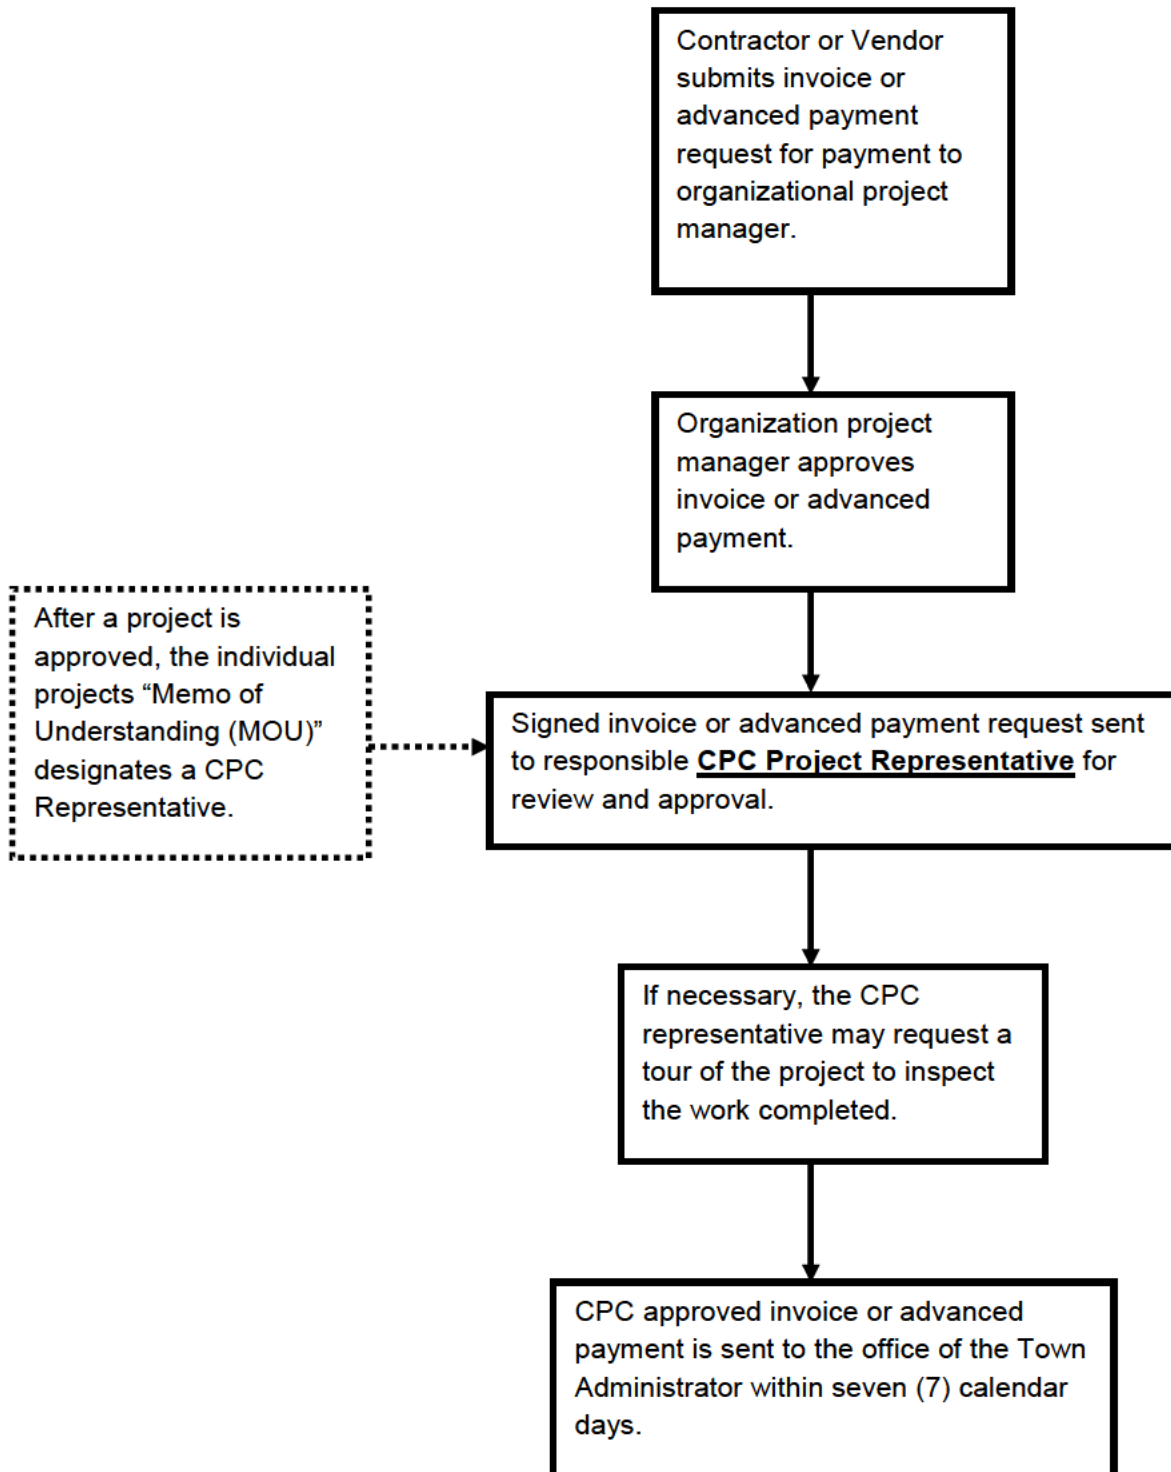 Contractor or Vendor
submits invoice or
advanced payment
request for payment to
organizational project
manager.
Organization project
manager approves
invoice or advanced
payment.
After a project is
approved, the individual
projects “Memo of
Understanding (MOU)”
designates a CPC
Representative.
Signed invoice or advanced payment request sent
to responsible CPC Project Representative for
review and approval.
If necessary, the CPC
representative may request a
tour of the project to inspect
the work completed.
CPC approved invoice or advanced
payment is sent to the office of the Town
Administrator within seven (7) calendar
days.